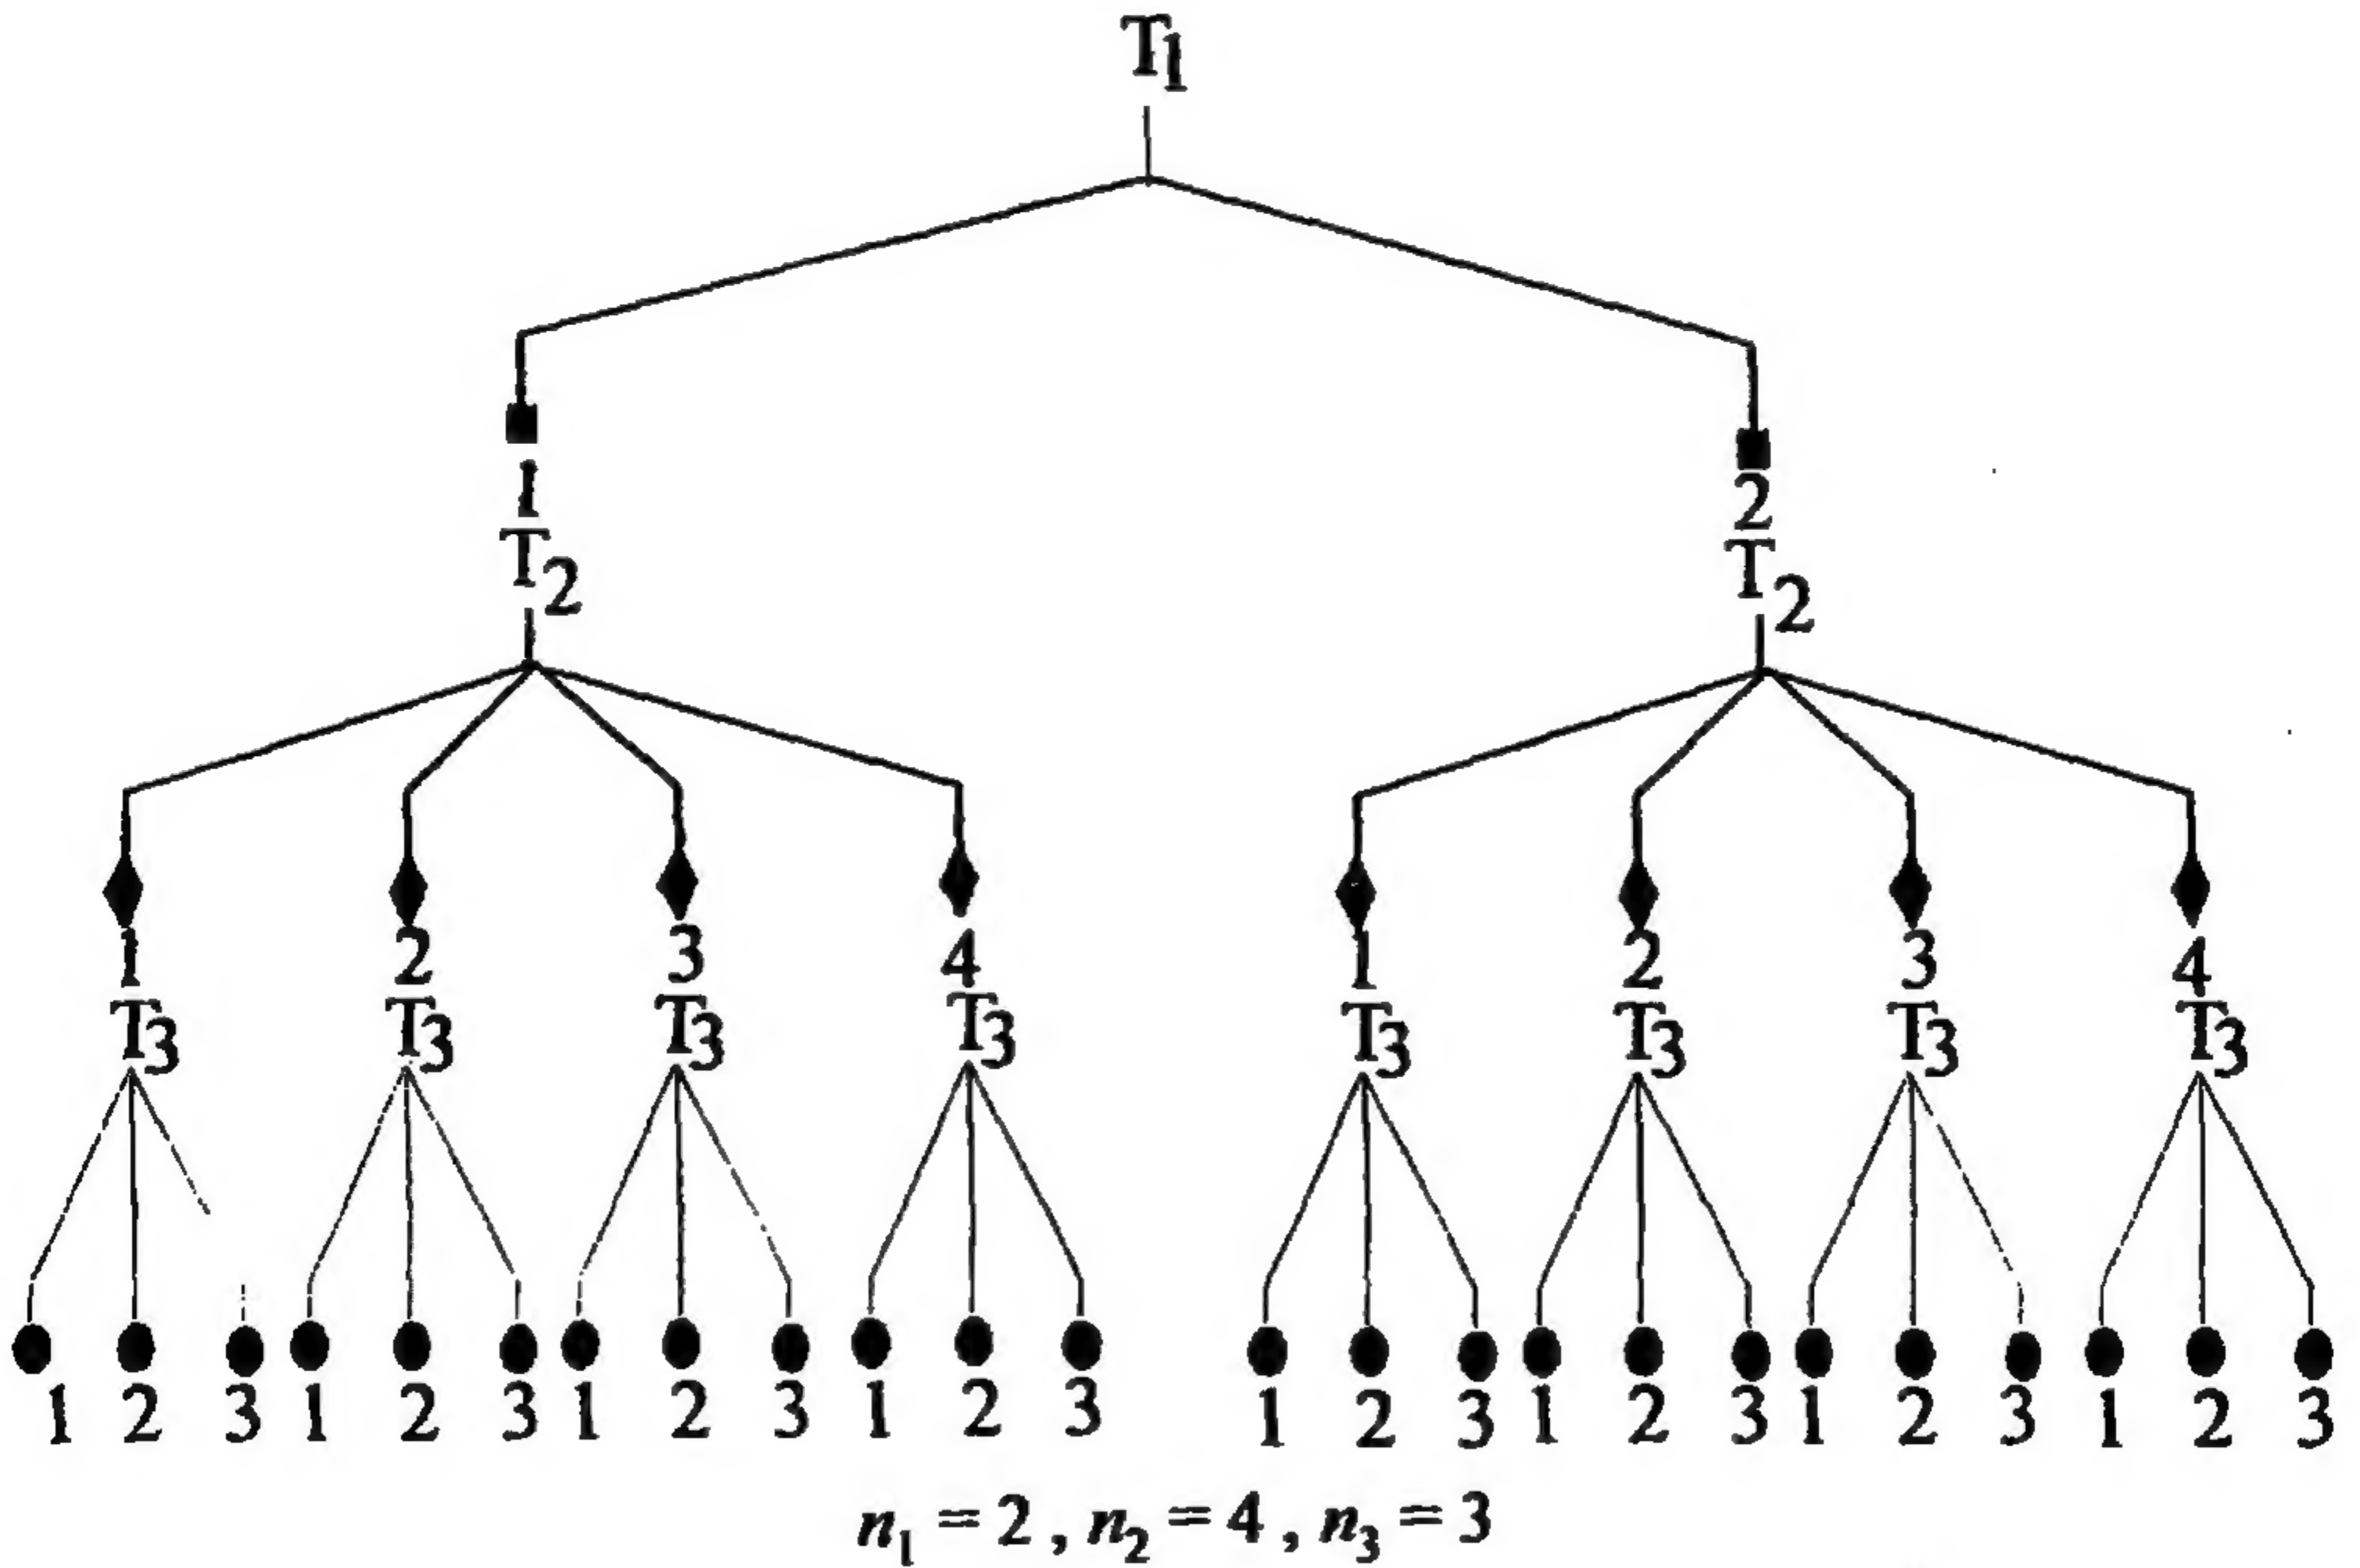 T1
1 2
T2 T2
1 2 3 4 1 2 3 4
T3 T3 T3 T3 T3 T3 T3 T3
1 2 3 1 2 3 1 2 3 1 2 3 1 2 3 1 2 3 1 2 3 1 2 3
n1 = 2, n2 = 4, n3 = 3